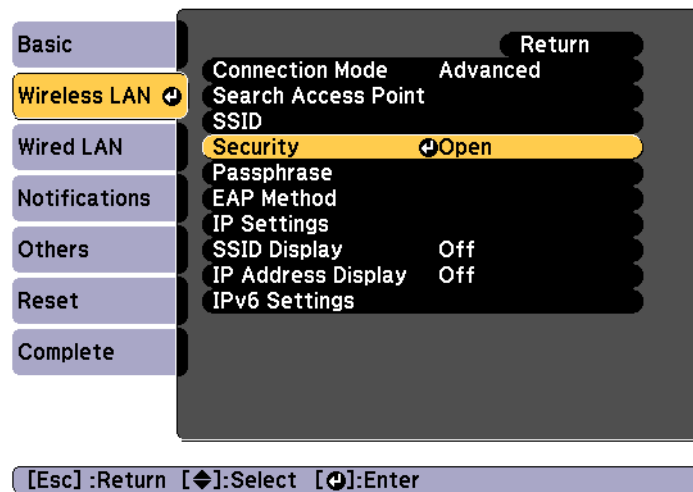 Basic
Wireless LAN
Wired LAN
Notifications
Others
Reset
Complete
Return
Connection Mode Advanced
Search Access Point
SSID
Security Open
Passphrase
EAP Method
IP Settings
SSID Display Off
IP Address Display Off
IPv6 Settings
[Esc] :Return [◆]:Select [⏎]:Enter